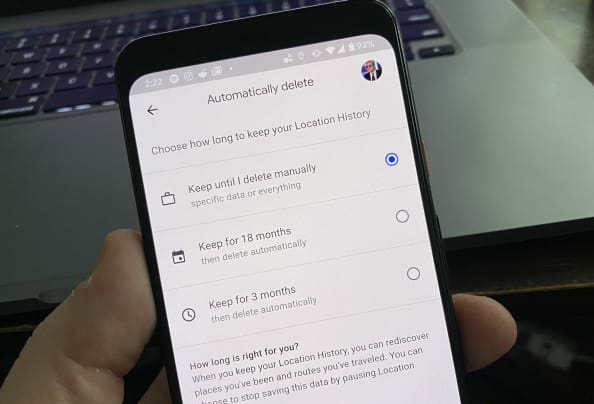 2:22
92%
Automatically delete
Choose how long to keep your Location History
Keep until I delete manually
specific data or everything
Keep for 18 months
then delete automatically
Keep for 3 months
then delete automatically
How long is right for you?
When you keep your Location History, you can rediscover
places you've been and routes you've traveled. You can
choose to stop saving this data by pausing Location